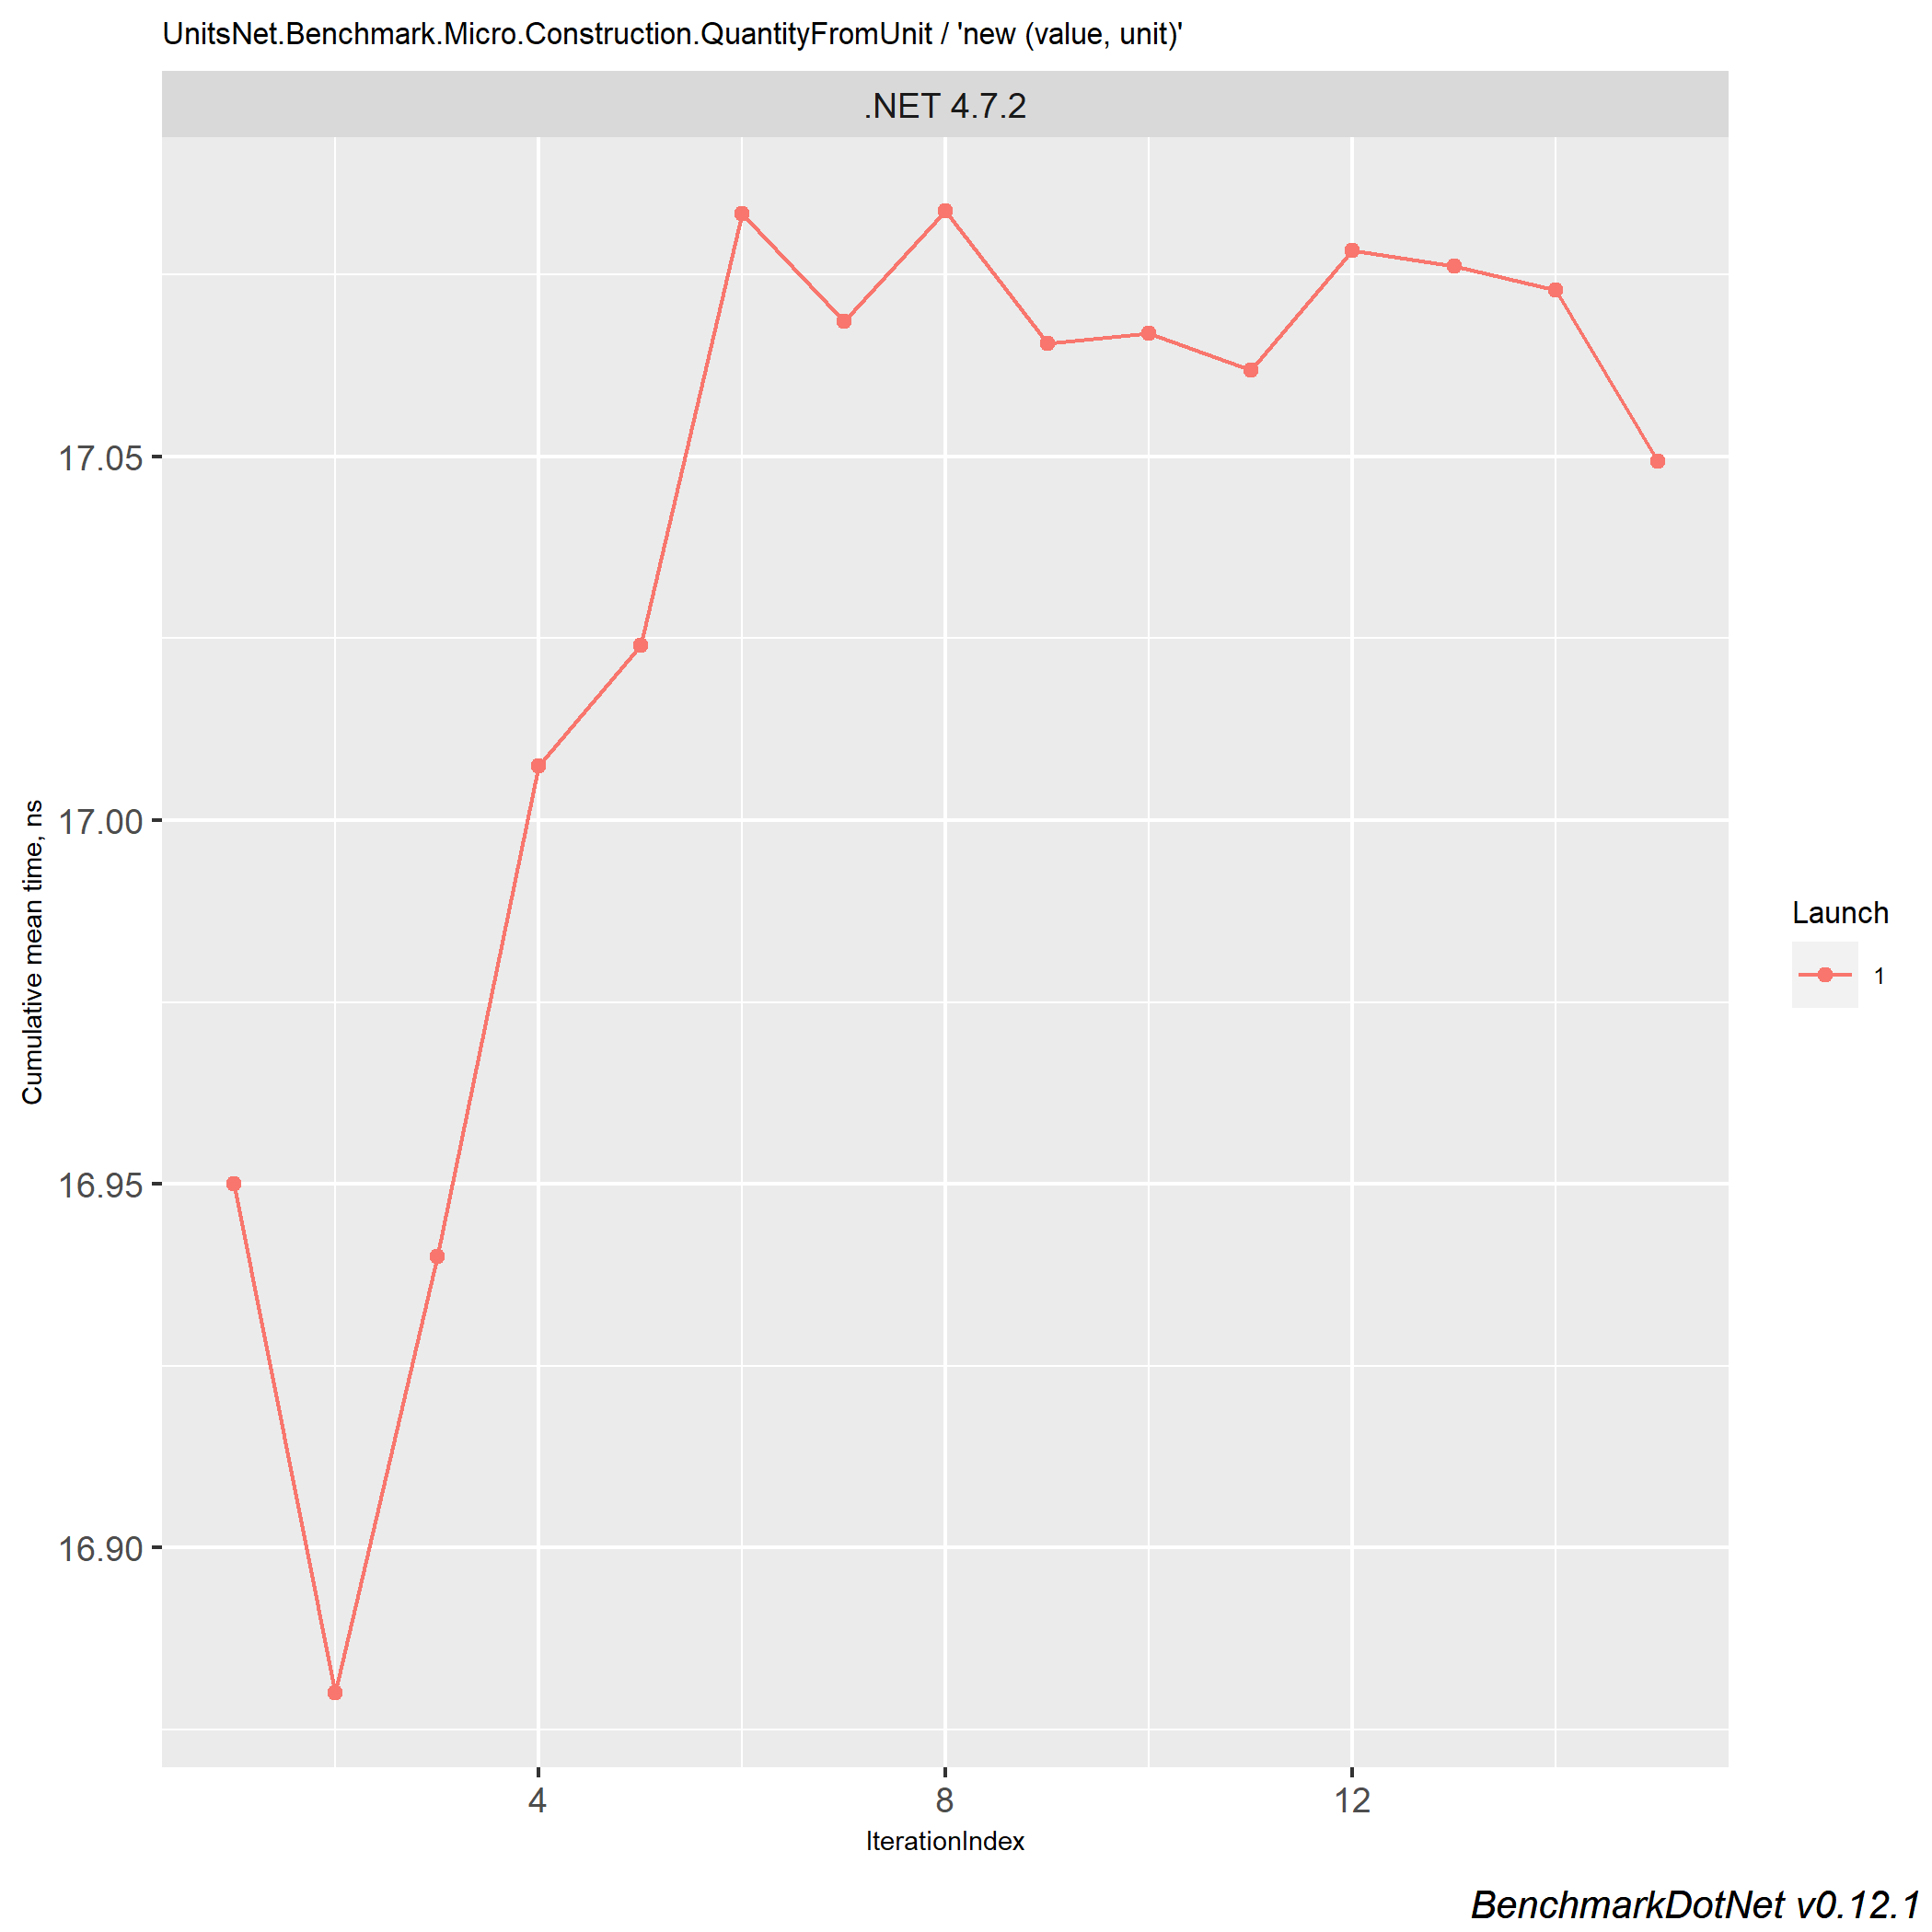 UnitsNet.Benchmark.Micro.Construction.QuantityFromUnit / 'new (value, unit)'
.NET 4.7.2
17.05
17.00
16.95
16.90
Cumulative mean time, ns
4
8
12
IterationIndex
Launch
1
BenchmarkDotNet v0.12.1